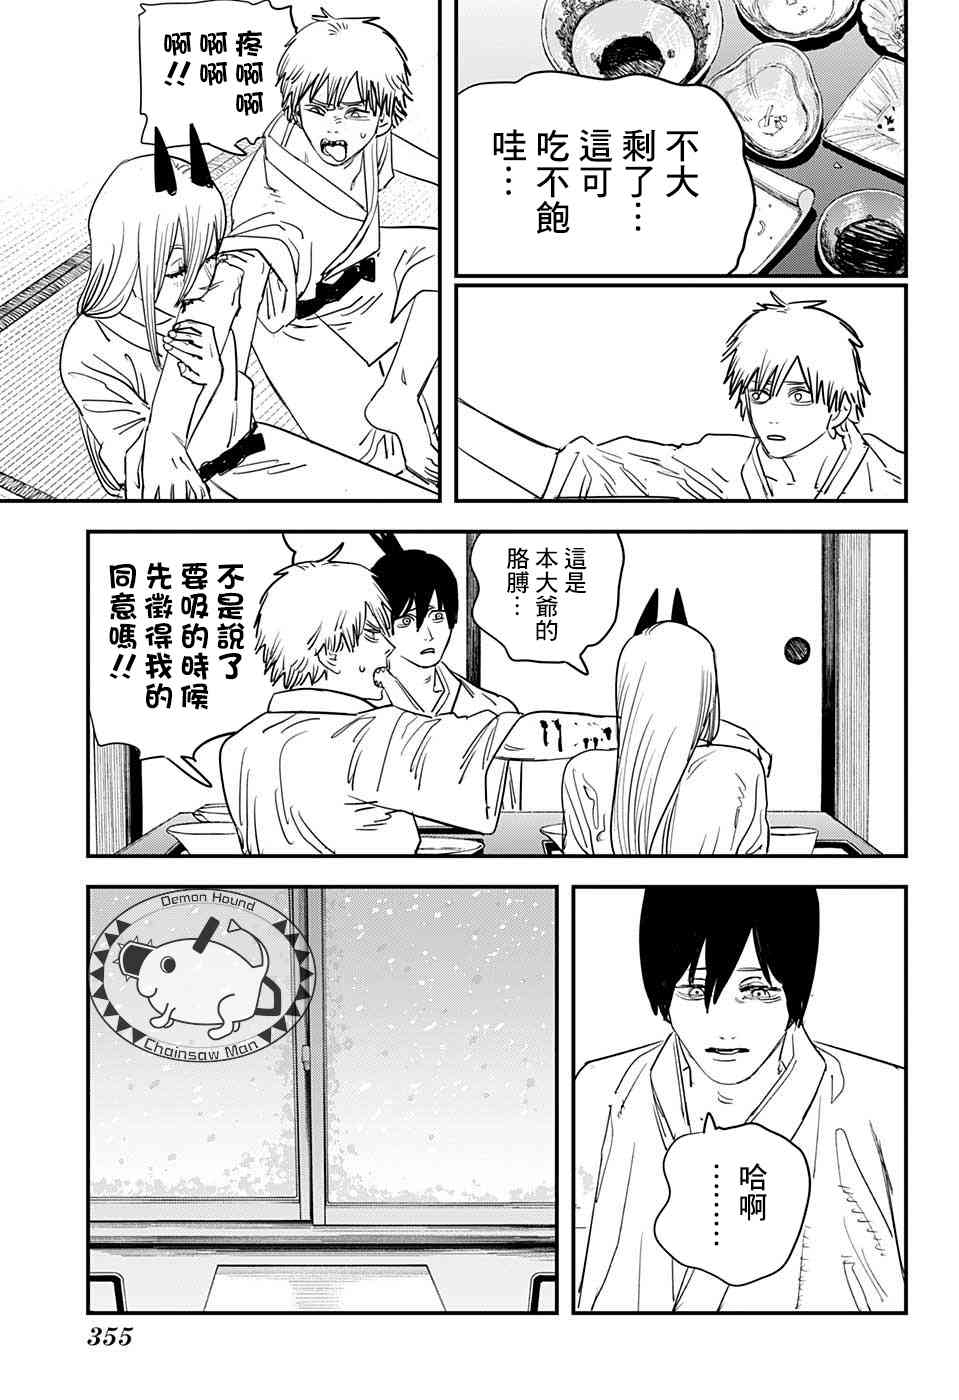 不大
剩了…
這可
吃不飽
哇…
疼啊啊
啊啊
啊啊!!
這是
本大爺的
胳膊…
不是說了
要吸的時候
先徵得我的
同意嗎!!
哈啊
………
Demon Hound
Chainsaw Man
355